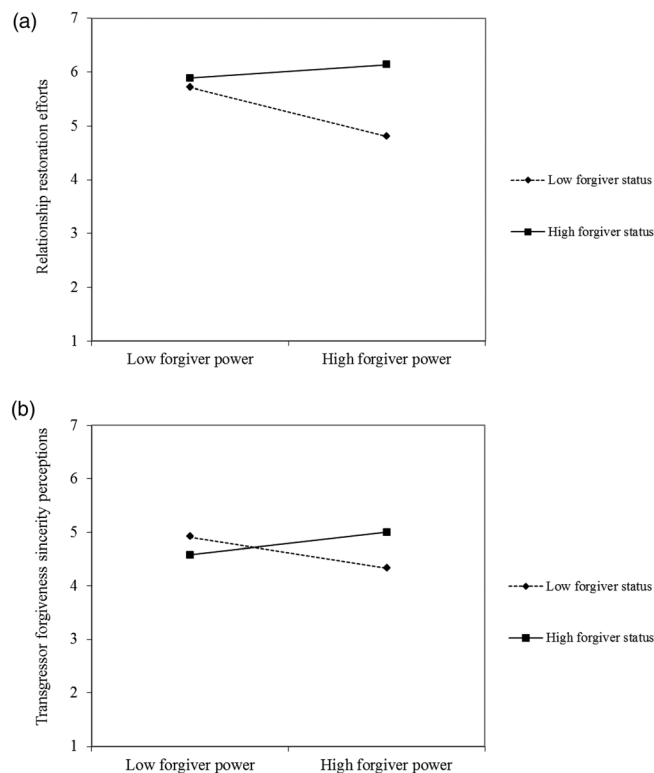 (a)
7
6
5
4
3
2
1
Relationship restoration efforts
Low forgiver power
High forgiver power
Low forgiver status
High forgiver status
(b)
7
6
5
4
3
2
1
Transgressor forgiveness sincerity perceptions
Low forgiver power
High forgiver power
Low forgiver status
High forgiver status